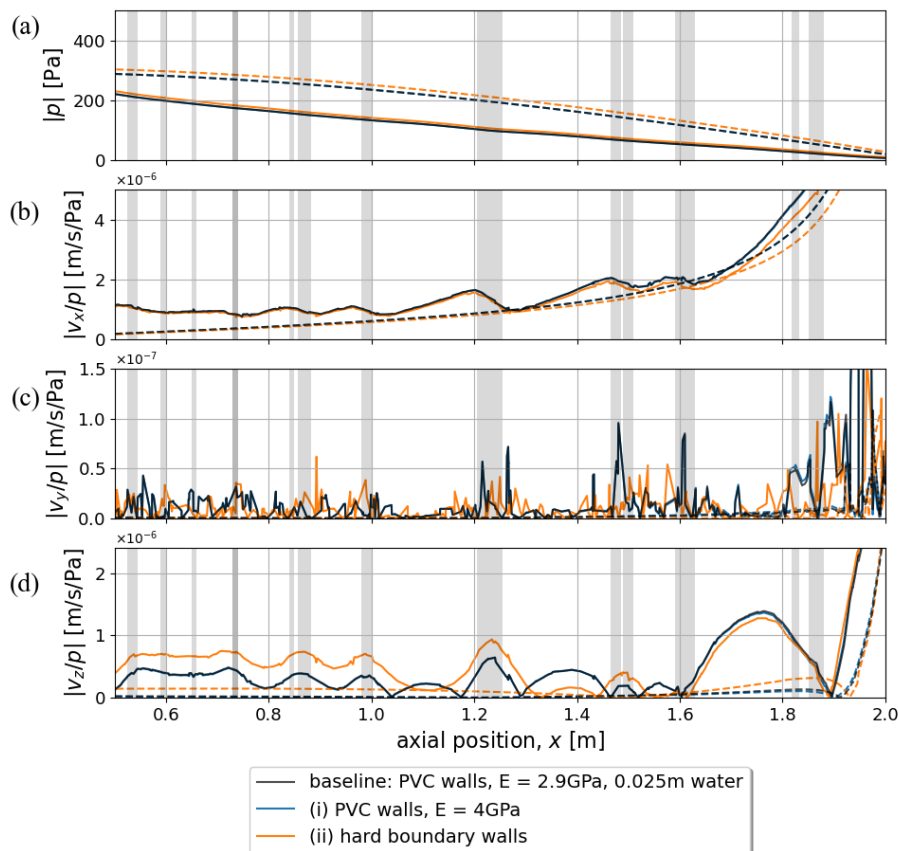 (a)
400
200
0
|p| [Pa]
×10⁻⁶
(b)
4
2
0
|vₓ/p| [m/s/Pa]
×10⁻⁷
(c)
1.5
1.0
0.5
0.0
|v_y/p| [m/s/Pa]
×10⁻⁶
(d)
2
1
0
|v_z/p| [m/s/Pa]
0.6 0.8 1.0 1.2 1.4 1.6 1.8 2.0
axial position, x [m]
baseline: PVC walls, E = 2.9GPa, 0.025m water
(i) PVC walls, E = 4GPa
(ii) hard boundary walls